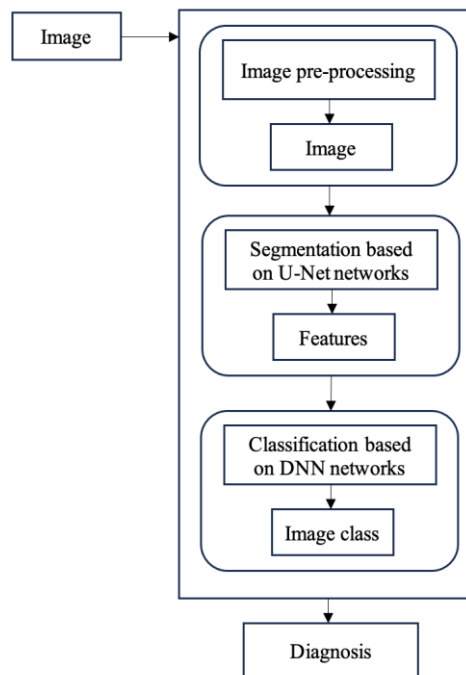 Image
Image pre-processing
Image
Segmentation based
on U-Net networks
Features
Classification based
on DNN networks
Image class
Diagnosis